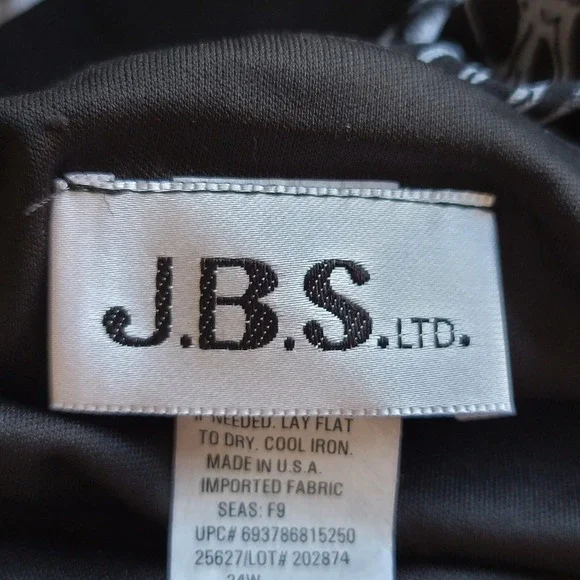 J.B.S. LTD.
IF NEEDED. LAY FLAT
TO DRY. COOL IRON.
MADE IN U.S.A.
IMPORTED FABRIC
SEAS: F9
UPC# 693786815250
25627/LOT# 202874
24W